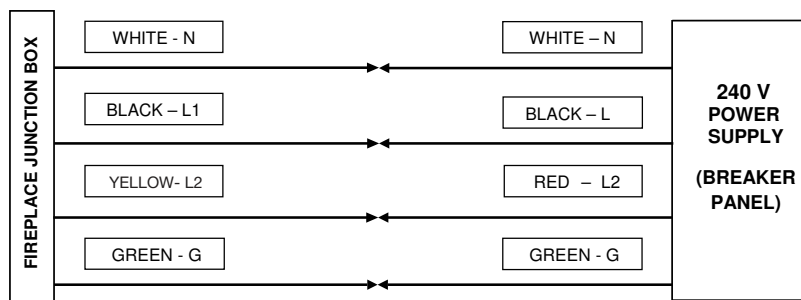 FIREPLACE JUNCTION BOX
WHITE - N
WHITE – N
BLACK – L1
BLACK – L
YELLOW- L2
RED – L2
GREEN - G
GREEN - G
240 V
POWER
SUPPLY
(BREAKER
PANEL)